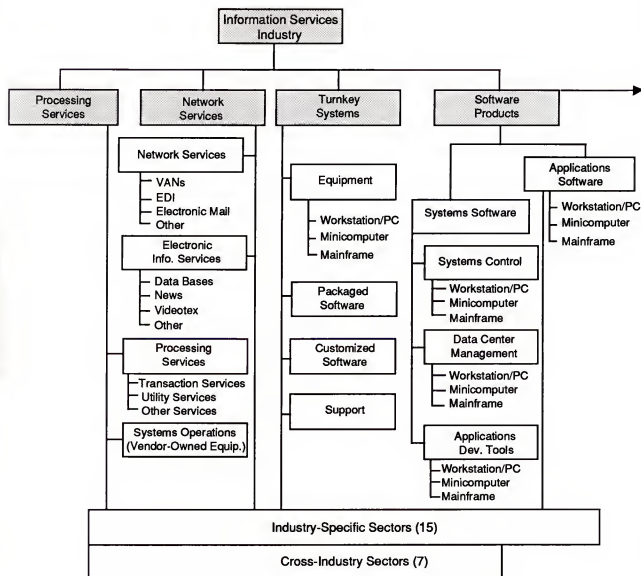 Information Services
Industry
Processing
Services
Network
Services
Turnkey
Systems
Software
Products
Network Services
VANs
EDI
Electronic Mail
Other
Electronic
Info. Services
Data Bases
News
Videotex
Other
Processing
Services
Transaction Services
Utility Services
Other Services
Systems Operations
(Vendor-Owned Equip.)
Equipment
Workstation/PC
Minicomputer
Mainframe
Packaged
Software
Customized
Software
Support
Systems Software
Systems Control
Workstation/PC
Minicomputer
Mainframe
Data Center
Management
Workstation/PC
Minicomputer
Mainframe
Applications
Dev. Tools
Workstation/PC
Minicomputer
Mainframe
Applications
Software
Workstation/PC
Minicomputer
Mainframe
Industry-Specific Sectors (15)
Cross-Industry Sectors (7)